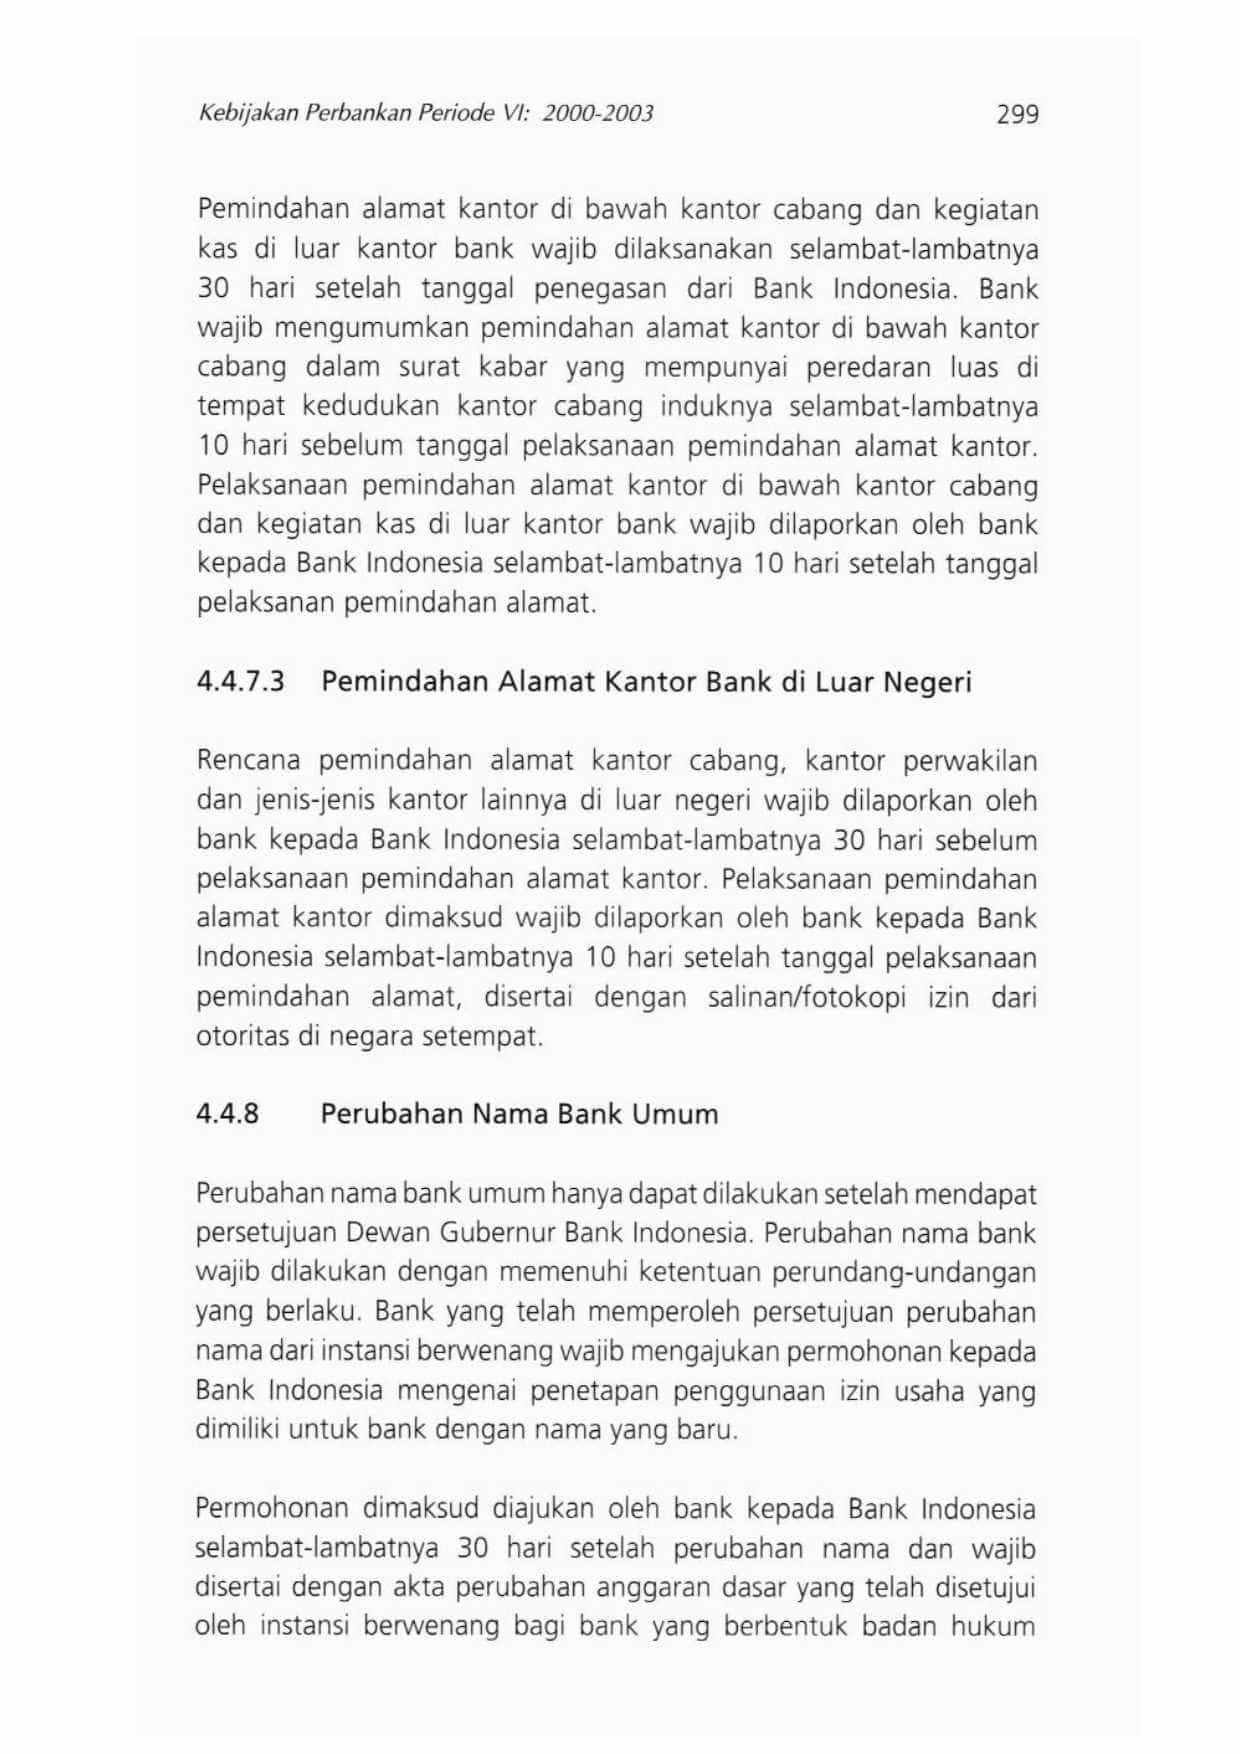 Kebijakan Perbankan Periode VI: 2000-2003 299
Pemindahan alamat kantor di bawah kantor cabang dan kegiatan
kas di luar kantor bank wajib dilaksanakan selambat-lambatnya
30 hari setelah tanggal penegasan dari Bank Indonesia. Bank
wajib mengumumkan pemindahan alamat kantor di bawah kantor
cabang dalam surat kabar yang mempunyai peredaran luas di
tempat kedudukan kantor cabang induknya selambat-lambatnya
10 hari sebelum tanggal pelaksanaan pemindahan alamat kantor.
Pelaksanaan pemindahan alamat kantor di bawah kantor cabang
dan kegiatan kas di luar kantor bank wajib dilaporkan oleh bank
kepada Bank Indonesia selambat-lambatnya 10 hari setelah tanggal
pelaksanan pemindahan alamat.
4.4.7.3 Pemindahan Alamat Kantor Bank di Luar Negeri
Rencana pemindahan alamat kantor cabang, kantor perwakilan
dan jenis-jenis kantor lainnya di luar negeri wajib dilaporkan oleh
bank kepada Bank Indonesia selambat-lambatnya 30 hari sebelum
pelaksanaan pemindahan alamat kantor. Pelaksanaan pemindahan
alamat kantor dimaksud wajib dilaporkan oleh bank kepada Bank
Indonesia selambat-lambatnya 10 hari setelah tanggal pelaksanaan
pemindahan alamat, disertai dengan salinan/fotokopi izin dari
otoritas di negara setempat.
4.4.8 Perubahan Nama Bank Umum
Perubahan nama bank umum hanya dapat dilakukan setelah mendapat
persetujuan Dewan Gubernur Bank Indonesia. Perubahan nama bank
wajib dilakukan dengan memenuhi ketentuan perundang-undangan
yang berlaku. Bank yang telah memperoleh persetujuan perubahan
nama dari instansi berwenang wajib mengajukan permohonan kepada
Bank Indonesia mengenai penetapan penggunaan izin usaha yang
dimiliki untuk bank dengan nama yang baru.
Permohonan dimaksud diajukan oleh bank kepada Bank Indonesia
selambat-lambatnya 30 hari setelah perubahan nama dan wajib
disertai dengan akta perubahan anggaran dasar yang telah disetujui
oleh instansi berwenang bagi bank yang berbentuk badan hukum